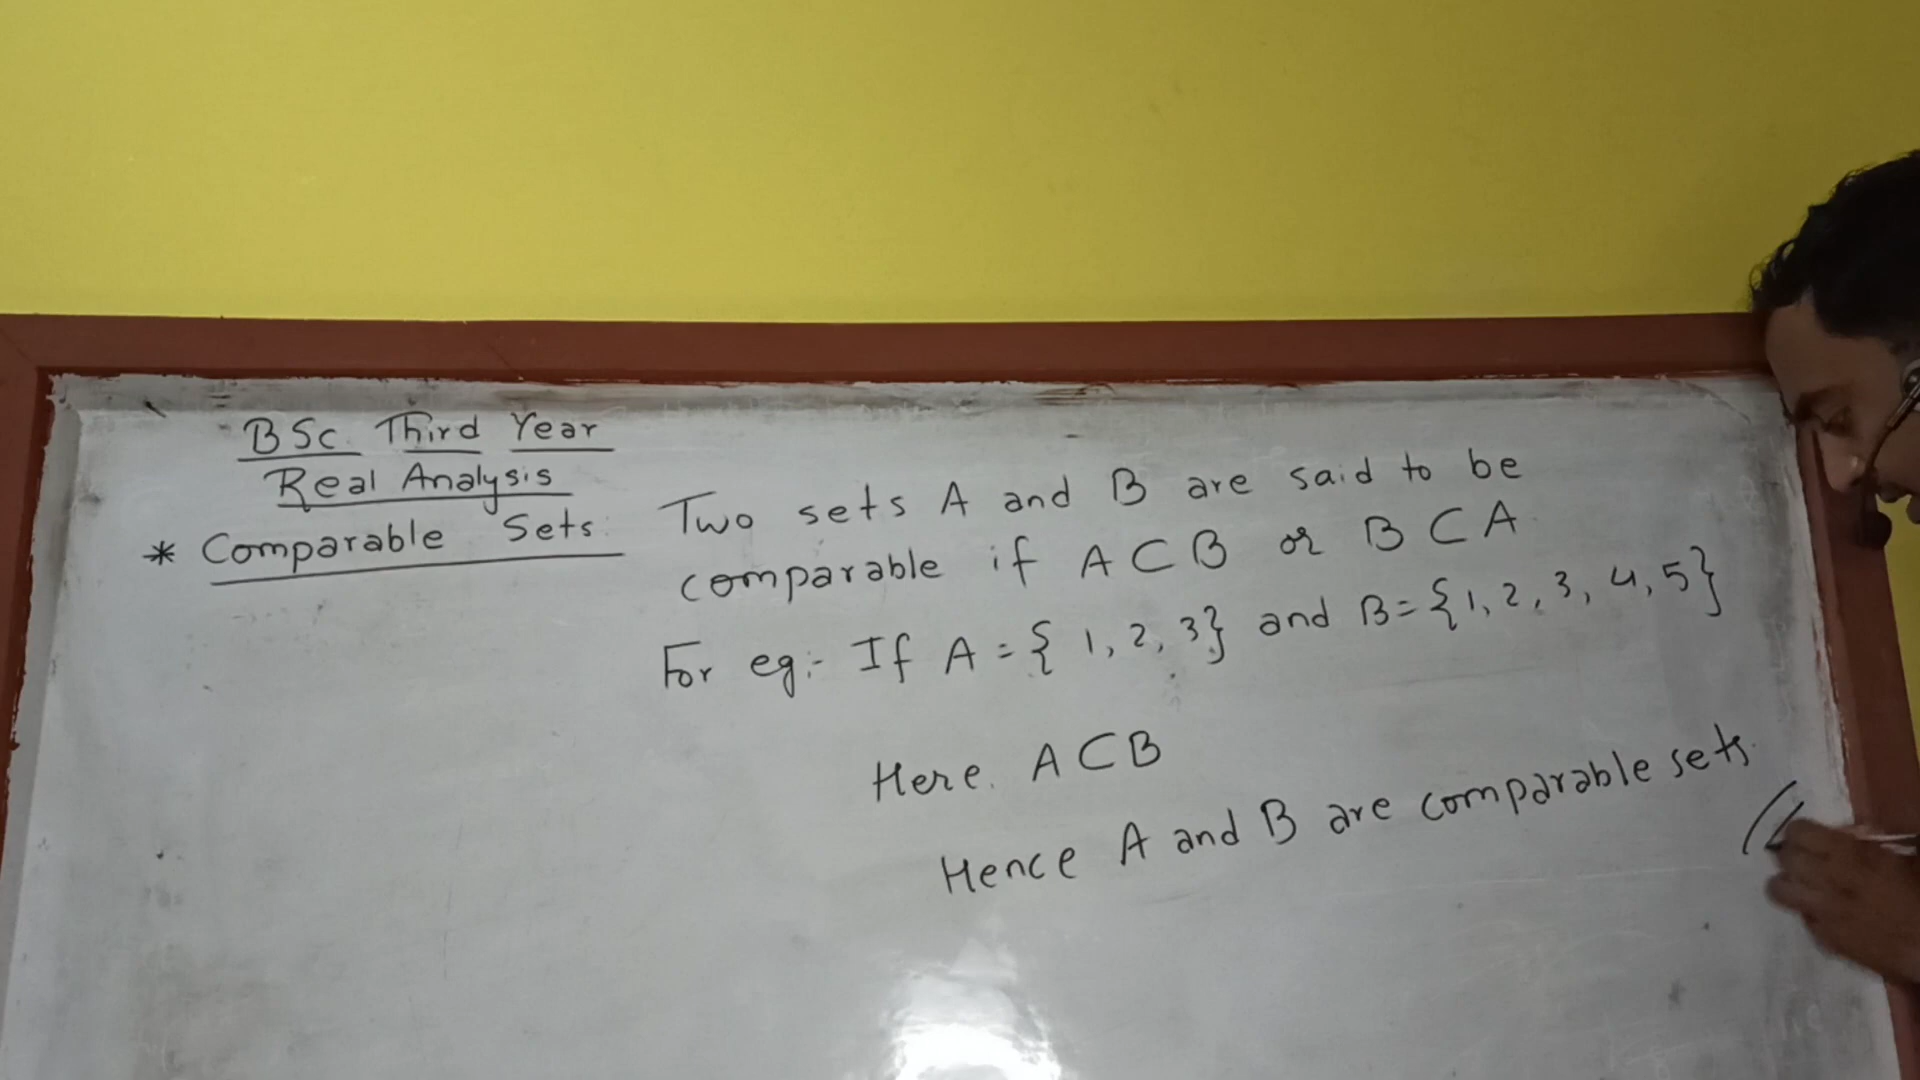 BSc. Third Year
Real Analysis
* Comparable Sets:
Two sets A and B are said to be
comparable if A ⊂ B or B ⊂ A
For eg:- If A = { 1, 2, 3} and B = {1, 2, 3, 4, 5}
Here. A ⊂ B
Hence A and B are comparable sets.